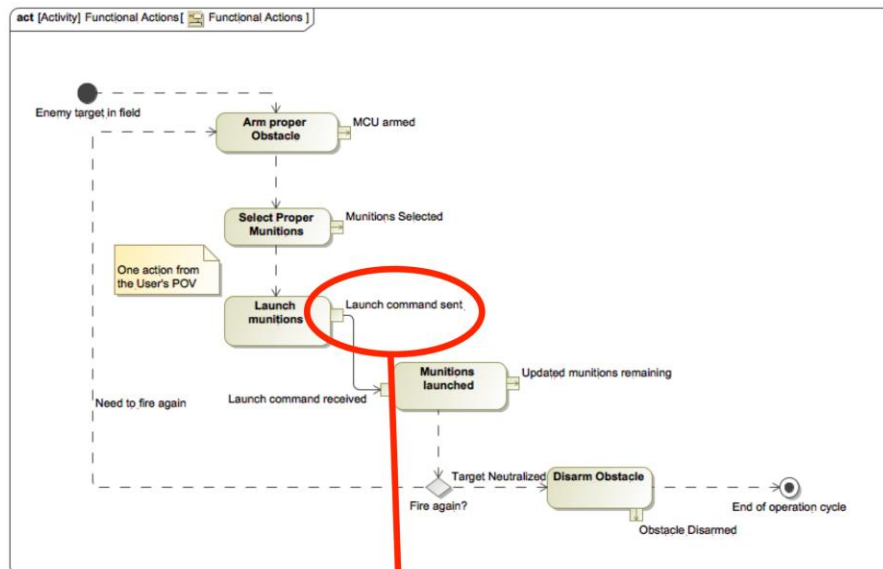 act [Activity] Functional Actions[ Functional Actions ]
Enemy target in field
Arm proper
Obstacle
MCU armed
Select Proper
Munitions
Munitions Selected
One action from
the User's POV
Launch
munitions
Launch command sent
Munitions
launched
Updated munitions remaining
Launch command received
Need to fire again
Target Neutralized
Disarm Obstacle
Fire again?
End of operation cycle
Obstacle Disarmed